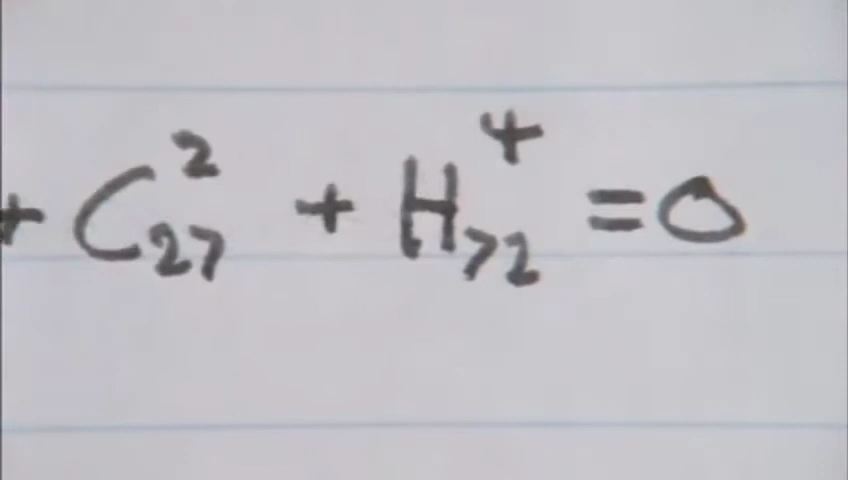 + C²₂₇ + H⁴₇₂ = 0